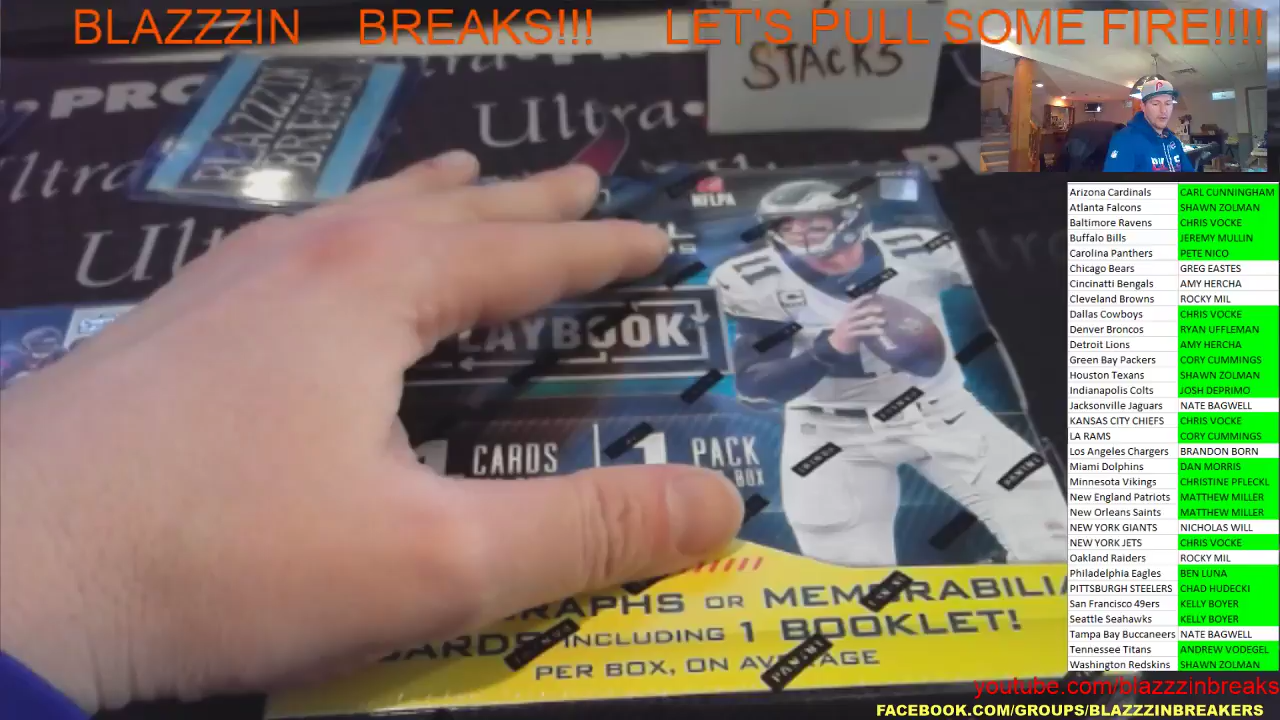 BLAZZZIN BREAKS!!! LET'S PULL SOME FIRE!!!!
STACKS
PRO
Ultra
BLAZZZIN
BREAKS
NFLPA
11
PLAYBOOK
CARDS
1 PACK
BOX
MEMORABILIA
INCLUDING 1 BOOKLET!
PER BOX, ON AVERAGE
PANINI
Arizona Cardinals CARL CUNNINGHAM
Atlanta Falcons SHAWN ZOLMAN
Baltimore Ravens CHRIS VOCKE
Buffalo Bills JEREMY MULLIN
Carolina Panthers PETE NICO
Chicago Bears GREG EASTES
Cincinatti Bengals AMY HERCHA
Cleveland Browns ROCKY MIL
Dallas Cowboys CHRIS VOCKE
Denver Broncos RYAN UFFLEMAN
Detroit Lions AMY HERCHA
Green Bay Packers CORY CUMMINGS
Houston Texans SHAWN ZOLMAN
Indianapolis Colts JOSH DEPRIMO
Jacksonville Jaguars NATE BAGWELL
KANSAS CITY CHIEFS CHRIS VOCKE
LA RAMS CORY CUMMINGS
Los Angeles Chargers BRANDON BORN
Miami Dolphins DAN MORRIS
Minnesota Vikings CHRISTINE PFLECKL
New England Patriots MATTHEW MILLER
New Orleans Saints MATTHEW MILLER
NEW YORK GIANTS NICHOLAS WILL
NEW YORK JETS CHRIS VOCKE
Oakland Raiders ROCKY MIL
Philadelphia Eagles BEN LUNA
PITTSBURGH STEELERS CHAD HUDECKI
San Francisco 49ers KELLY BOYER
Seattle Seahawks KELLY BOYER
Tampa Bay Buccaneers NATE BAGWELL
Tennessee Titans ANDREW VODEGEL
Washington Redskins SHAWN ZOLMAN
youtube.com/blazzzinbreaks
FACEBOOK.COM/GROUPS/BLAZZZINBREAKERS